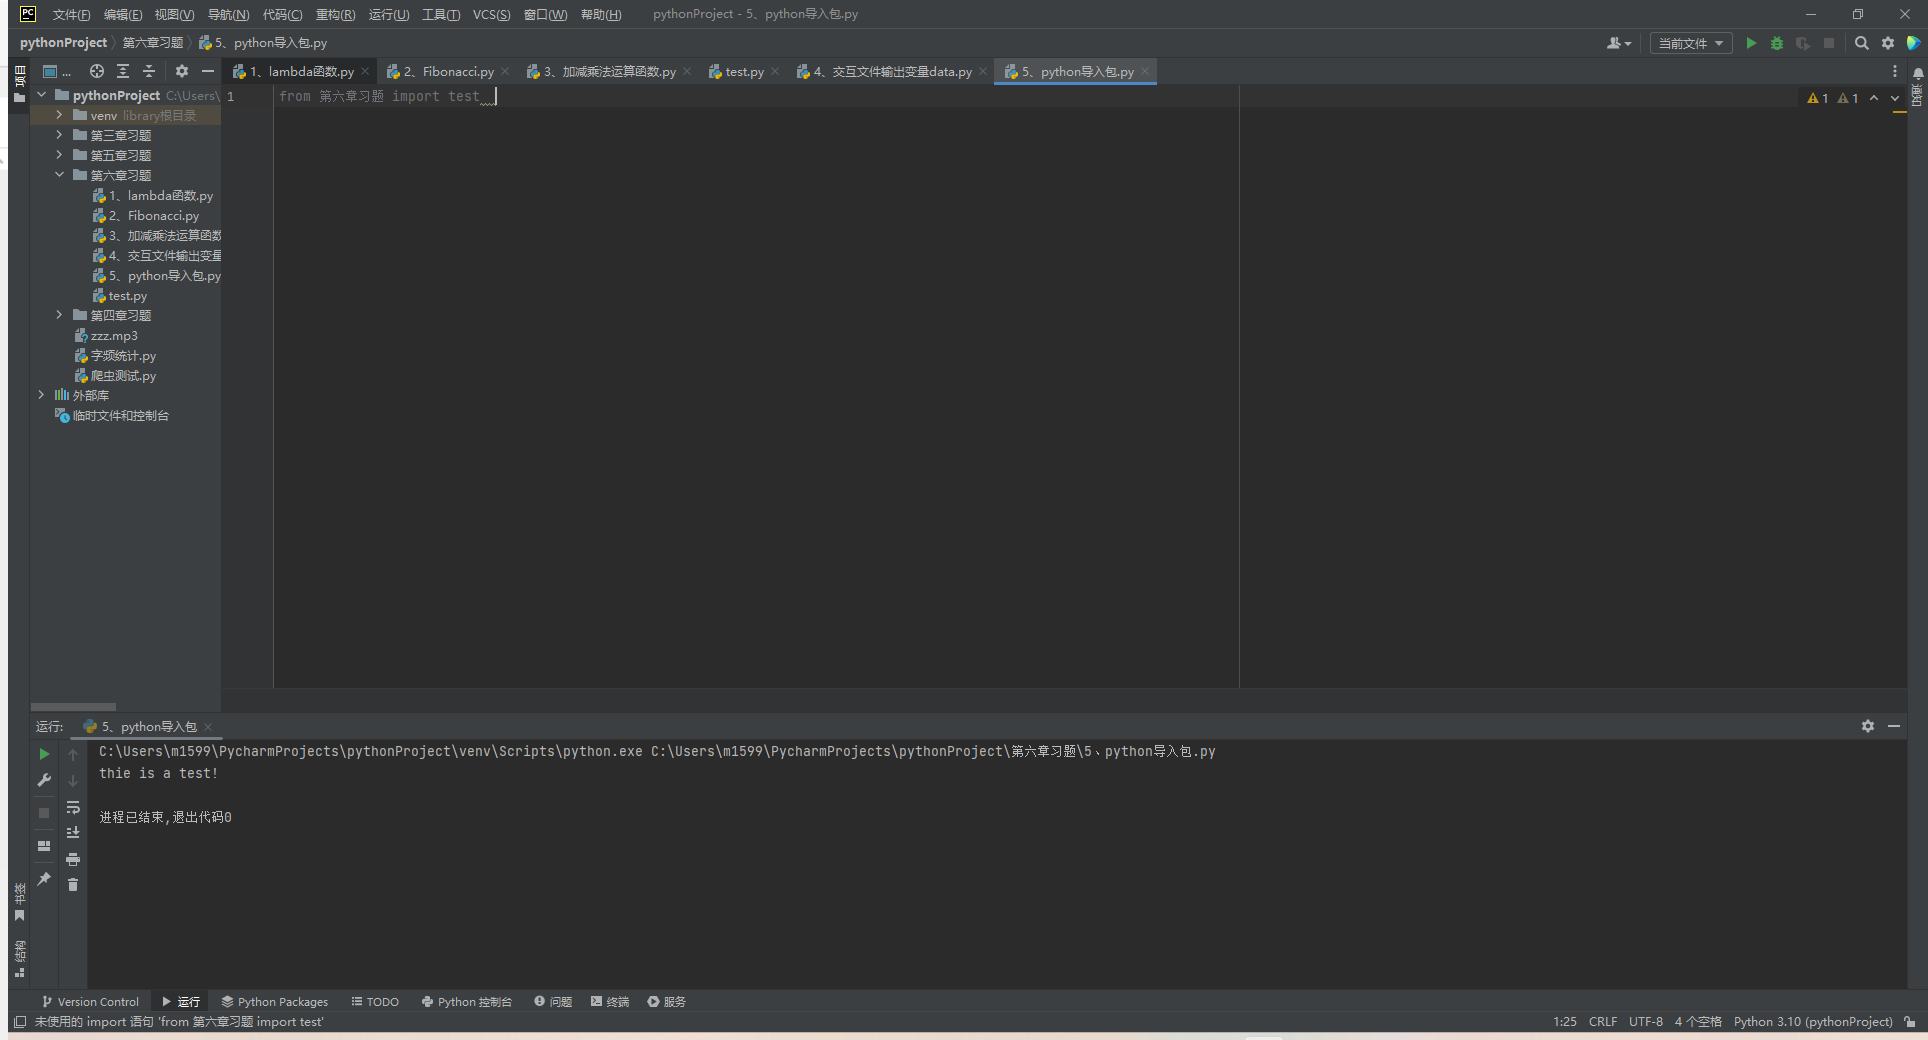 文件(F) 编辑(E) 视图(V) 导航(N) 代码(C) 重构(R) 运行(U) 工具(T) VCS(S) 窗口(W) 帮助(H) pythonProject - 5、python导入包.py
pythonProject 第六章习题 5、python导入包.py
当前文件
项目
...
1、lambda函数.py 2、Fibonacci.py 3、加减乘法运算函数.py test.py 4、交互文件输出变量data.py 5、python导入包.py
通知
pythonProject C:\Users\
venv library根目录
第三章习题
第五章习题
第六章习题
1、lambda函数.py
2、Fibonacci.py
3、加减乘法运算函数
4、交互文件输出变量
5、python导入包.py
test.py
第四章习题
zzz.mp3
字频统计.py
爬虫测试.py
外部库
临时文件和控制台
1 from 第六章习题 import test
1 1
运行: 5、python导入包
C:\Users\m1599\PycharmProjects\pythonProject\venv\Scripts\python.exe C:\Users\m1599\PycharmProjects\pythonProject\第六章习题\5、python导入包.py
thie is a test!
进程已结束,退出代码0
书签
结构
Version Control 运行 Python Packages TODO Python 控制台 问题 终端 服务
未使用的 import 语句 'from 第六章习题 import test'
1:25 CRLF UTF-8 4 个空格 Python 3.10 (pythonProject)